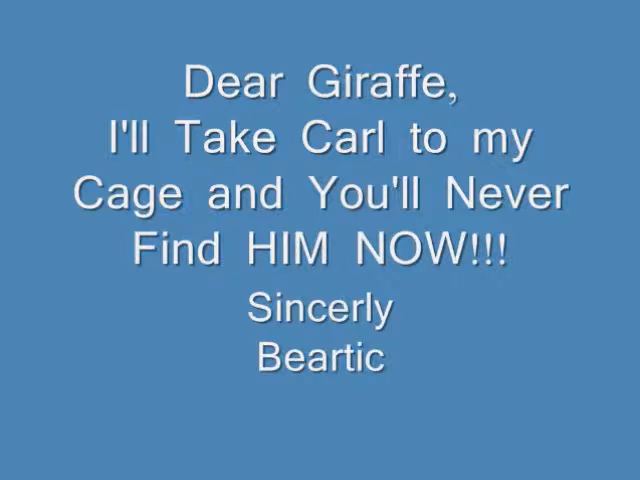 Dear Giraffe,
I'll Take Carl to my
Cage and You'll Never
Find HIM NOW!!!
Sincerly
Beartic